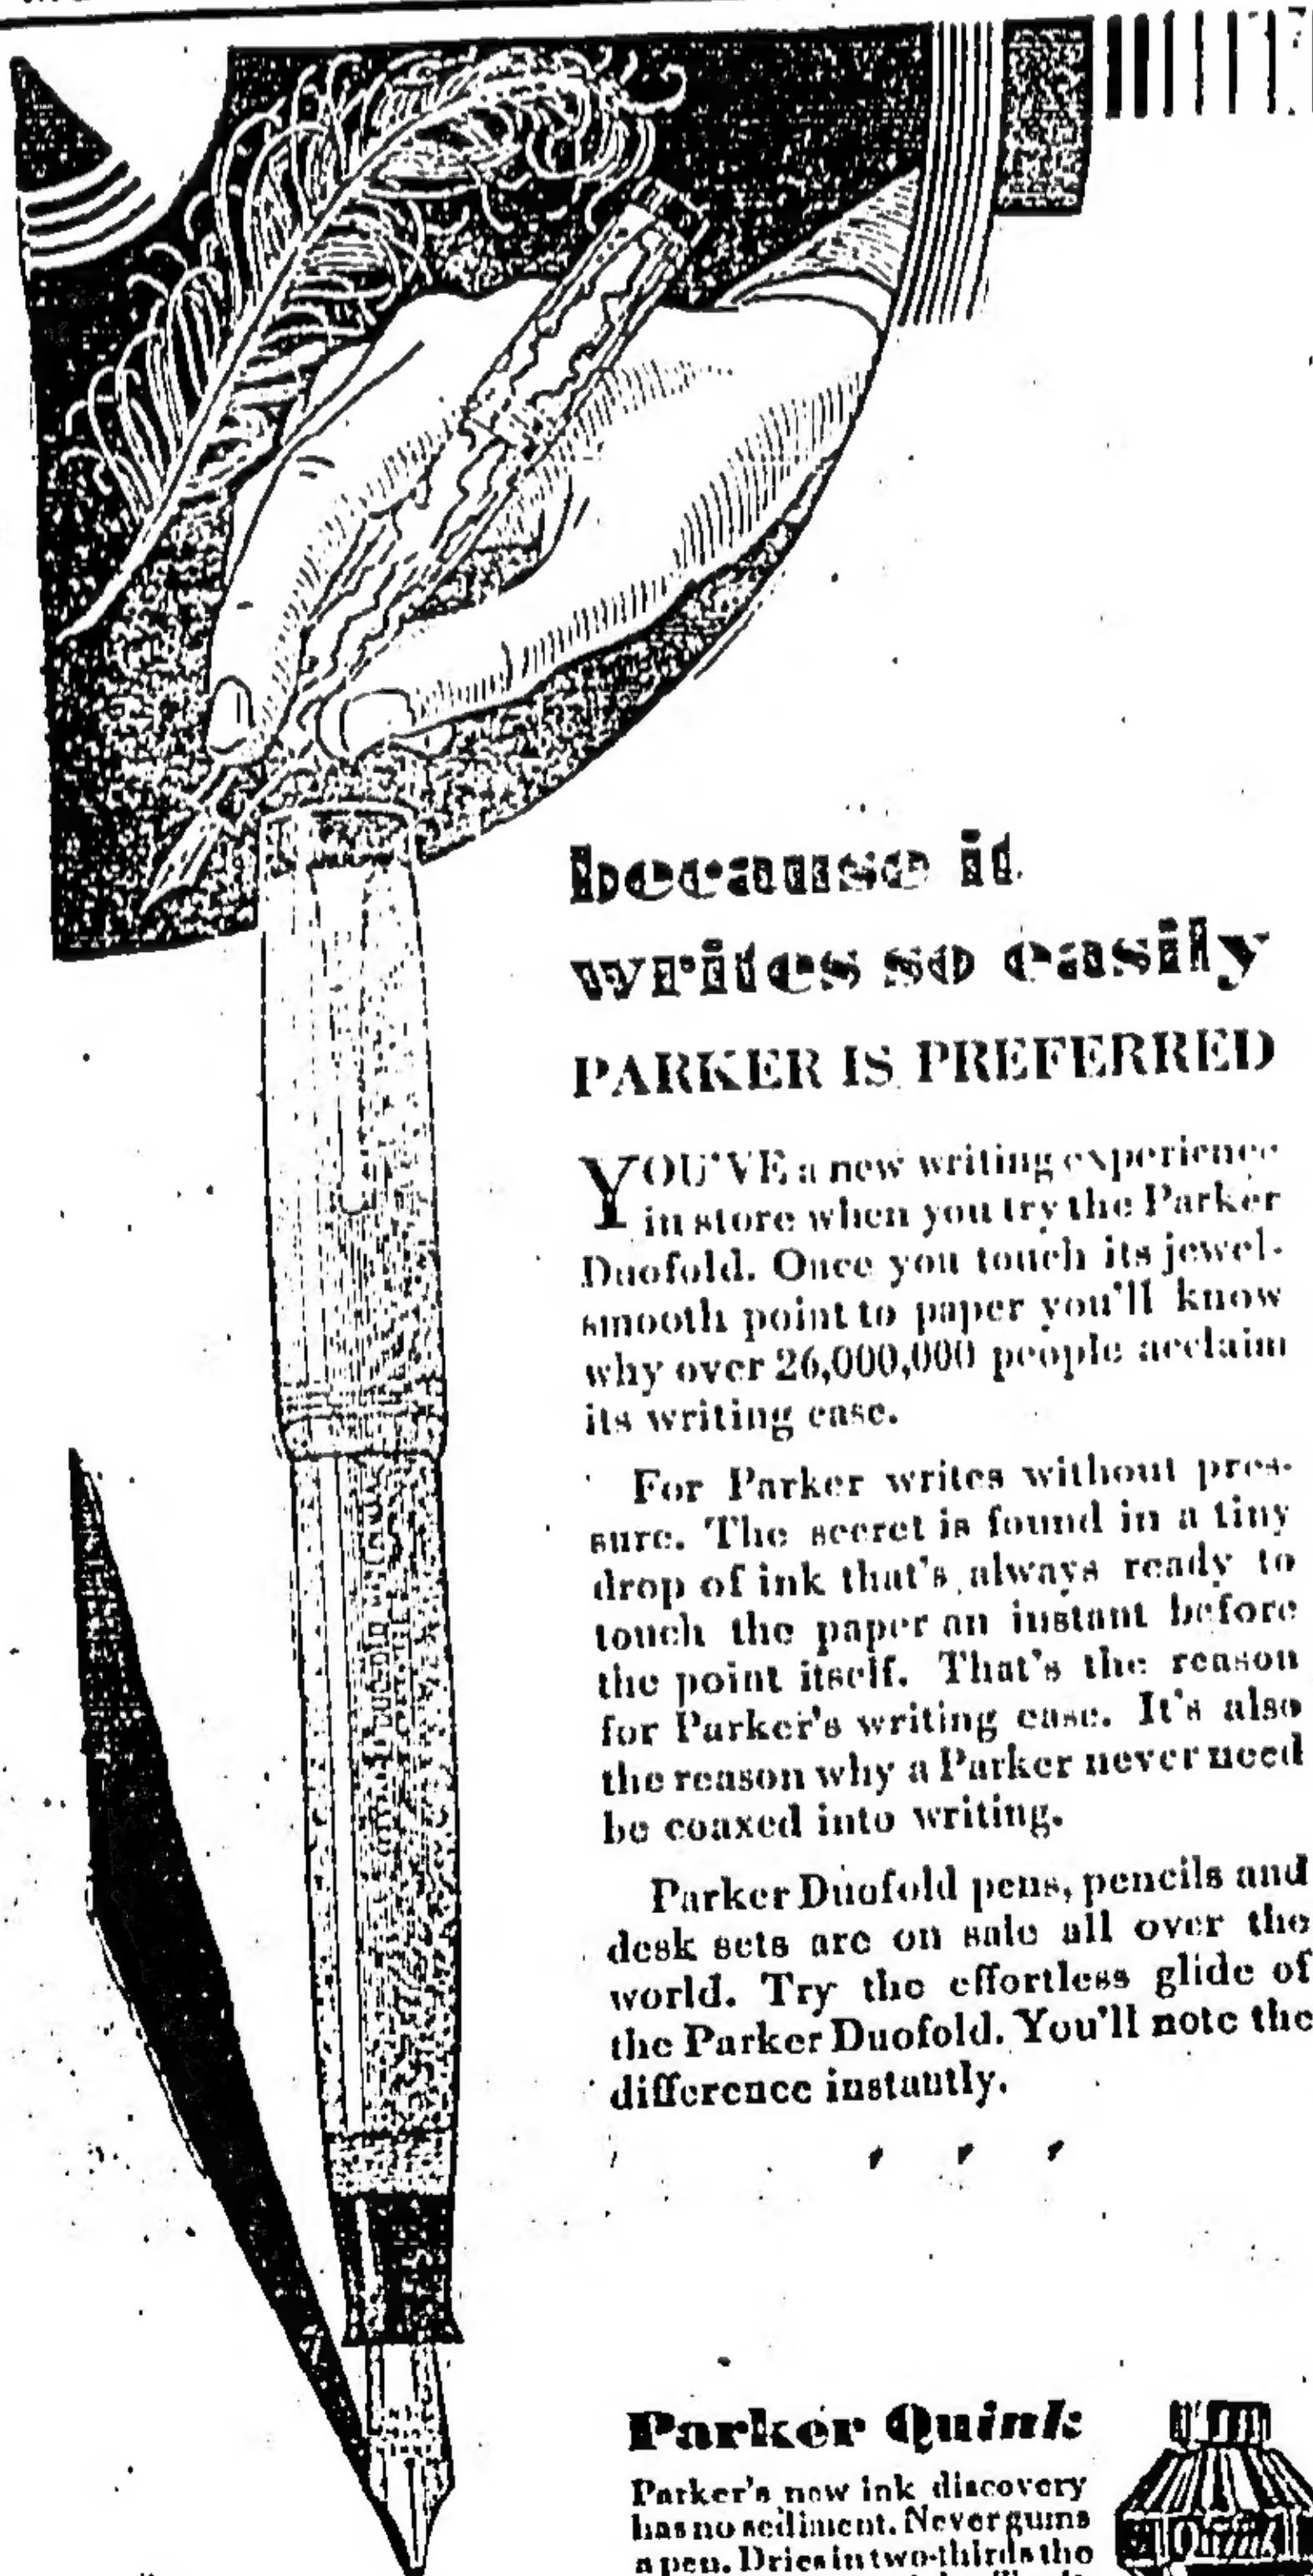 because it
writes so easily
PARKER IS PREFERRED
YOU'VE a new writing experience
in store when you try the Parker
Duofold. Once you touch its jewel-
smooth point to paper you'll know
why over 26,000,000 people acclaim
its writing ease.
For Parker writes without pres-
sure. The secret is found in a tiny
drop of ink that's always ready to
touch the paper an instant before
the point itself. That's the reason
for Parker's writing ease. It's also
the reason why a Parker never need
be coaxed into writing.
Parker Duofold pens, pencils and
desk sets are on sale all over the
world. Try the effortless glide of
the Parker Duofold. You'll note the
difference instantly.
Parker Quink
Parker's new ink discovery
has no sediment. Never gums
a pen. Dries in two-thirds the
Quink